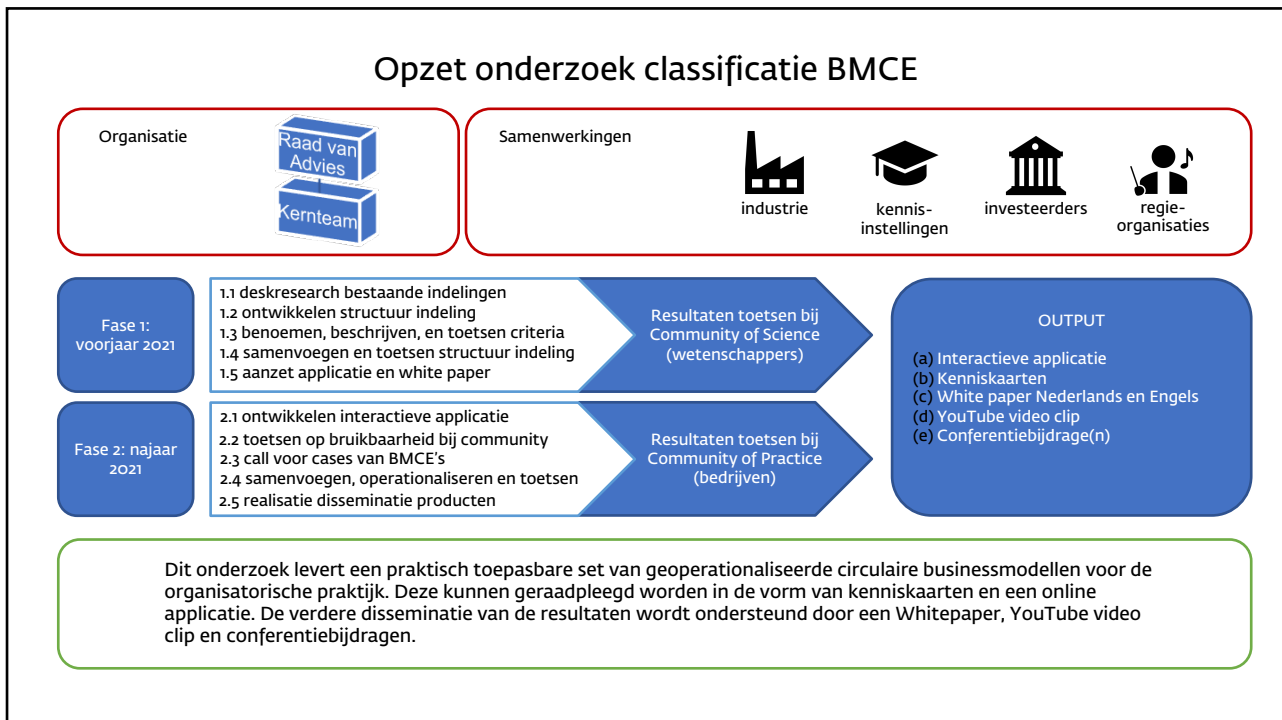 Opzet onderzoek classificatie BMCE
Organisatie
Raad van
Advies
Kernteam
Samenwerkingen
industrie
kennis-
instellingen
investeerders
regie-
organisaties
Fase 1:
voorjaar 2021
1.1 deskresearch bestaande indelingen
1.2 ontwikkelen structuur indeling
1.3 benoemen, beschrijven, en toetsen criteria
1.4 samenvoegen en toetsen structuur indeling
1.5 aanzet applicatie en white paper
Resultaten toetsen bij
Community of Science
(wetenschappers)
Fase 2: najaar
2021
2.1 ontwikkelen interactieve applicatie
2.2 toetsen op bruikbaarheid bij community
2.3 call voor cases van BMCE's
2.4 samenvoegen, operationaliseren en toetsen
2.5 realisatie disseminatie producten
Resultaten toetsen bij
Community of Practice
(bedrijven)
OUTPUT
(a) Interactieve applicatie
(b) Kenniskaarten
(c) White paper Nederlands en Engels
(d) YouTube video clip
(e) Conferentiebijdrage(n)
Dit onderzoek levert een praktisch toepasbare set van geoperationaliseerde circulaire businessmodellen voor de
organisatorische praktijk. Deze kunnen geraadpleegd worden in de vorm van kenniskaarten en een online
applicatie. De verdere disseminatie van de resultaten wordt ondersteund door een Whitepaper, YouTube video
clip en conferentiebijdragen.